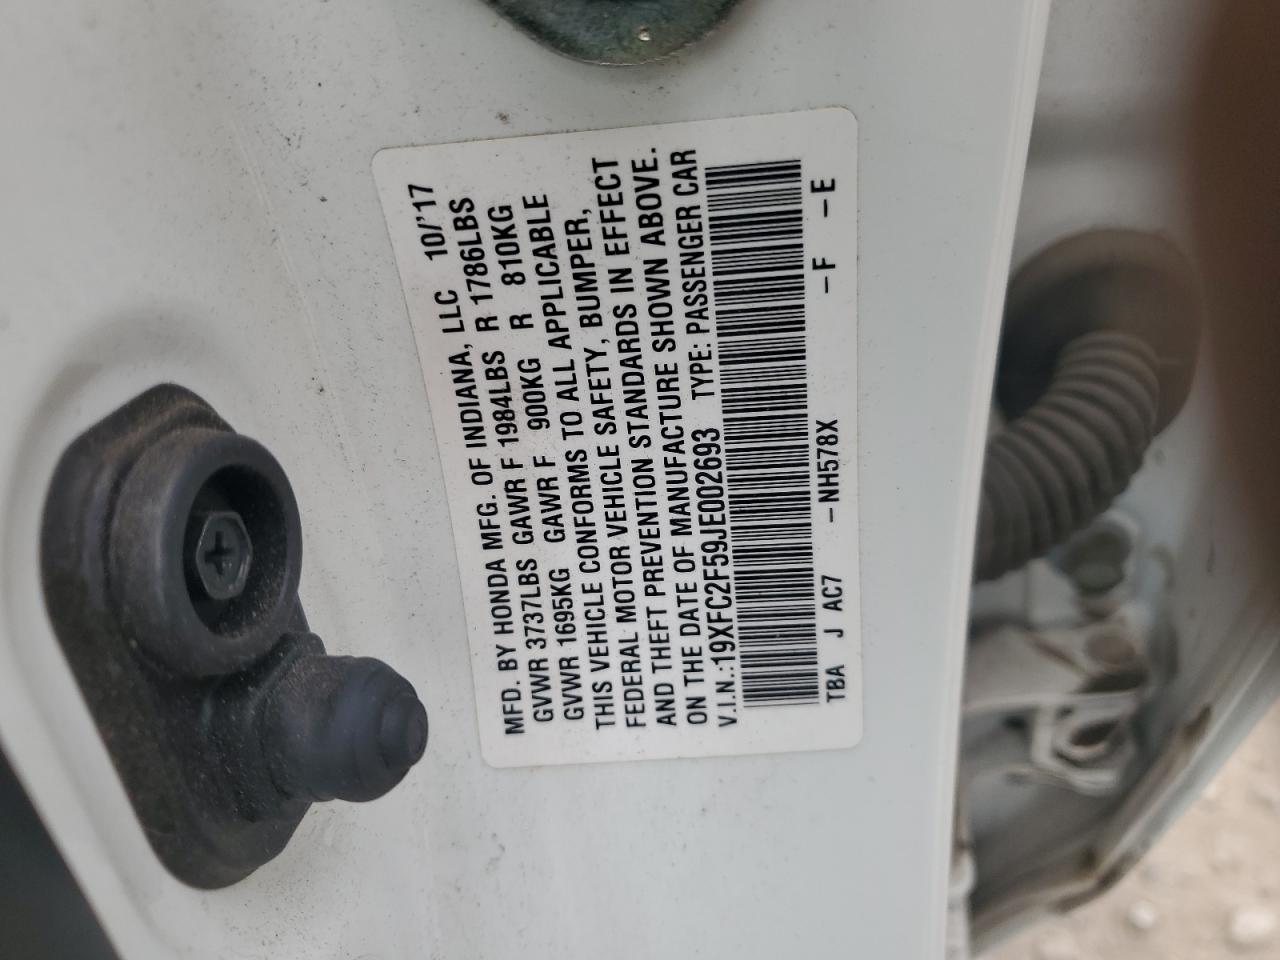 MFD. BY HONDA MFG. OF INDIANA, LLC 10/'17
GVWR 3737LBS GAWR F 1984LBS R 1786LBS
GVWR 1695KG GAWR F 900KG R 810KG
THIS VEHICLE CONFORMS TO ALL APPLICABLE
FEDERAL MOTOR VEHICLE SAFETY, BUMPER,
AND THEFT PREVENTION STANDARDS IN EFFECT
ON THE DATE OF MANUFACTURE SHOWN ABOVE.
V.I.N.:19XFC2F59JE002693 TYPE: PASSENGER CAR
TBA J AC7 -NH578X -F -E